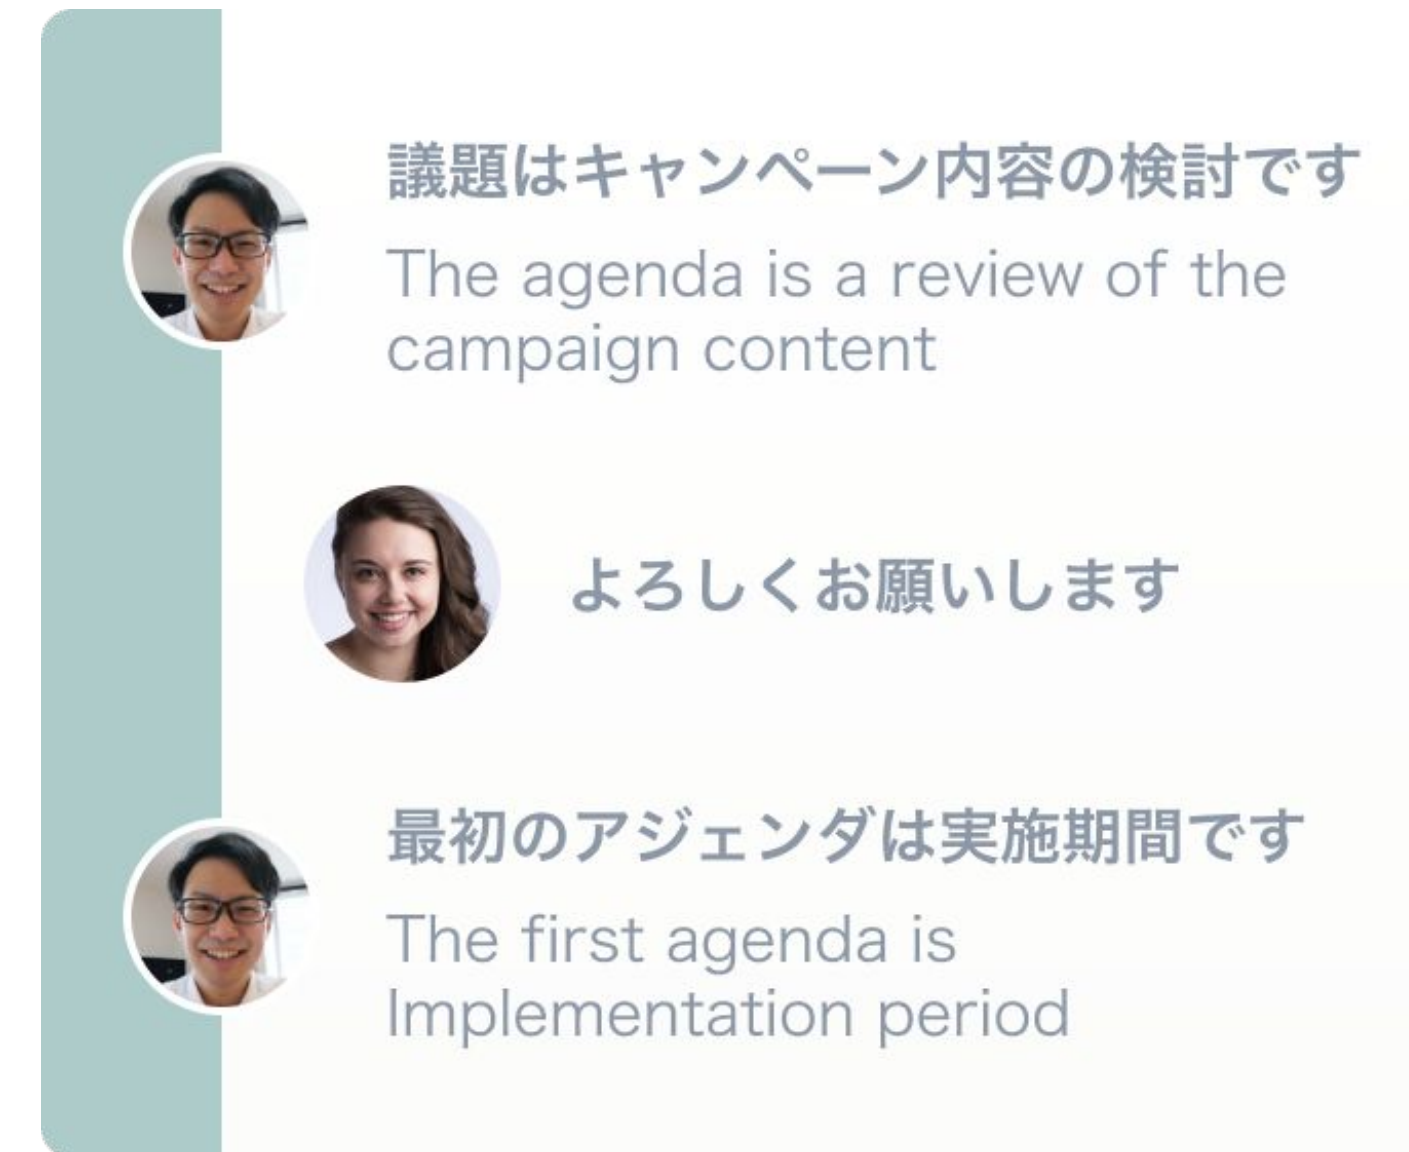 議題はキャンペーン内容の検討です
The agenda is a review of the
campaign content
よろしくお願いします
最初のアジェンダは実施期間です
The first agenda is
Implementation period